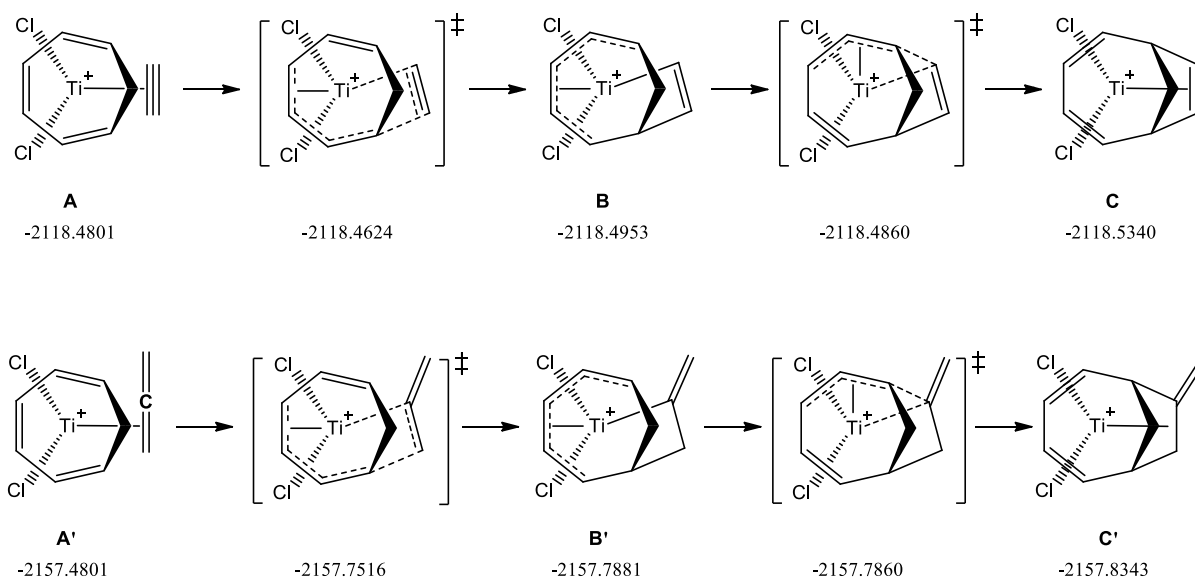 Cl Ti + Cl ‡ Cl Ti + Cl Cl Ti + Cl ‡ Cl Ti + Cl Cl Ti + Cl
A B C
-2118.4801 -2118.4624 -2118.4953 -2118.4860 -2118.5340
Cl C Ti + Cl ‡ Cl Ti + Cl Cl Ti + Cl ‡ Cl Ti + Cl Cl Ti + Cl
A' B' C'
-2157.4801 -2157.7516 -2157.7881 -2157.7860 -2157.8343